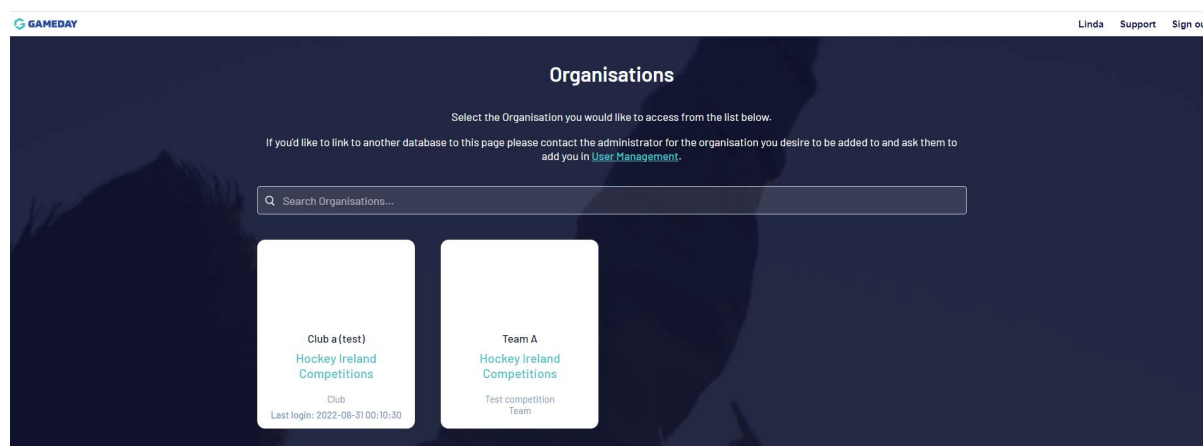 GAMEDAY
Linda Support Sign ou
Organisations
Select the Organisation you would like to access from the list below.
If you'd like to link to another database to this page please contact the administrator for the organisation you desire to be added to and ask them to
add you in User Management.
Search Organisations...
Club a (test)
Hockey Ireland
Competitions
Club
Last login: 2022-08-31 00:10:30
Team A
Hockey Ireland
Competitions
Test competition
Team